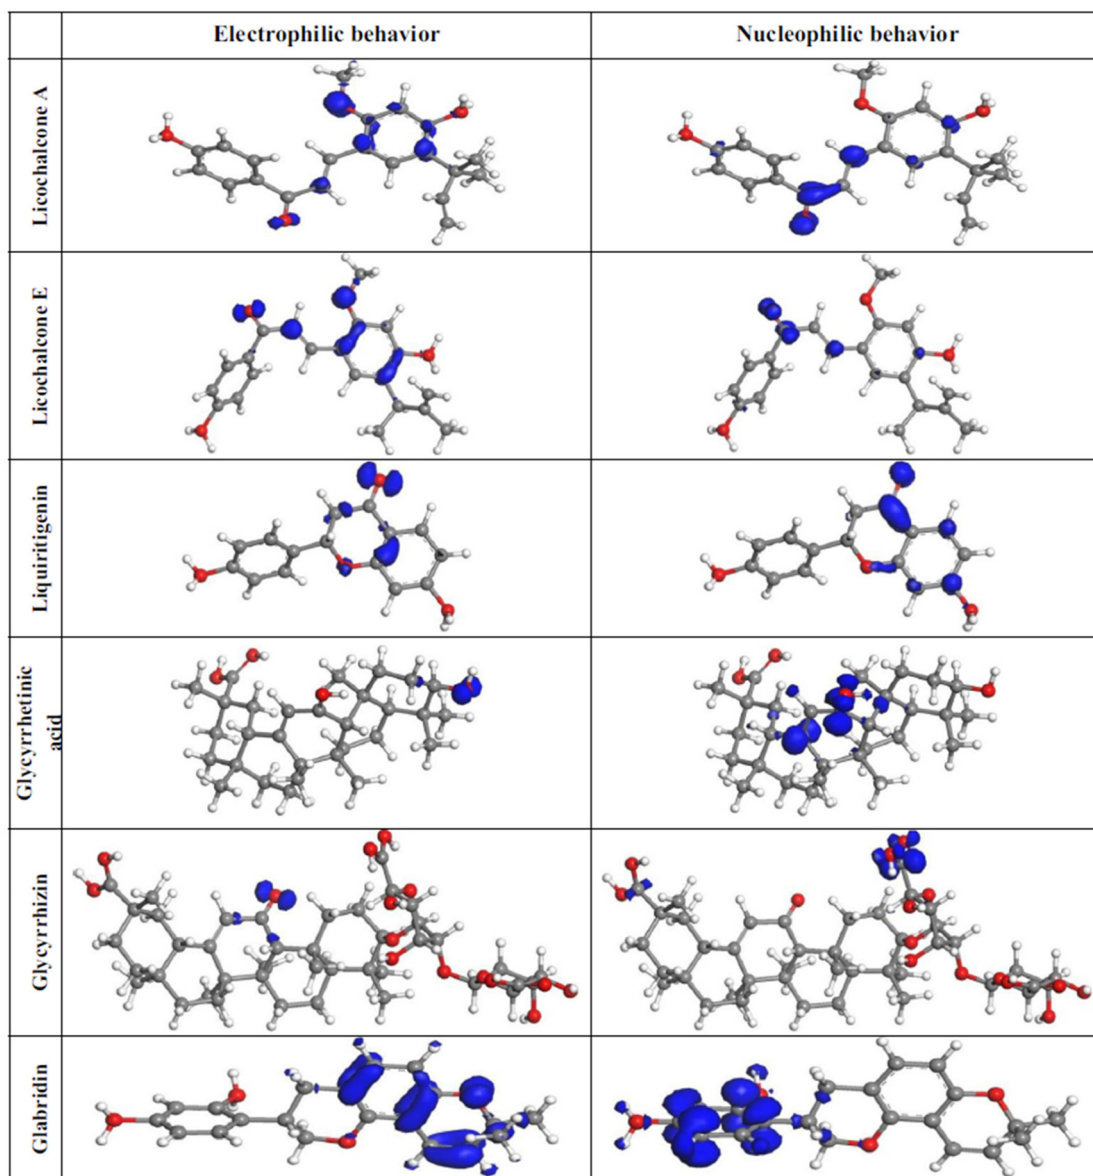 Electrophilic behavior
Nucleophilic behavior
Licochalcone A
Licochalcone E
Liquiritigenin
Glycyrrhetinic
acid
Glycyrrhizin
Glabridin